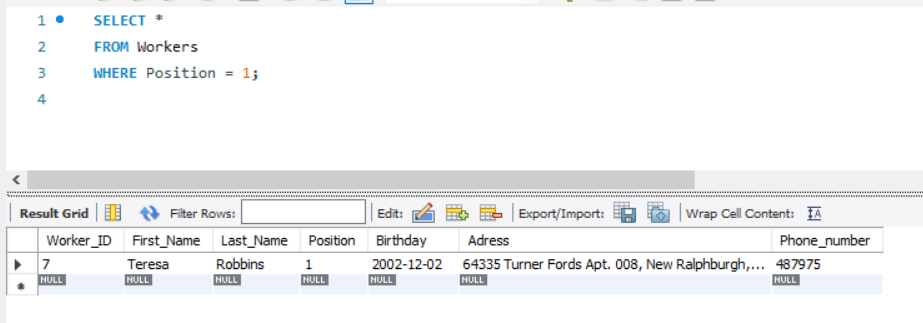 1 SELECT *
2 FROM Workers
3 WHERE Position = 1;
4
Result Grid Filter Rows: Edit: Export/Import: Wrap Cell Content: IA
Worker_ID First_Name Last_Name Position Birthday Adress Phone_number
7 Teresa Robbins 1 2002-12-02 64335 Turner Fords Apt. 008, New Ralphburgh,... 487975
NULL NULL NULL NULL NULL NULL NULL